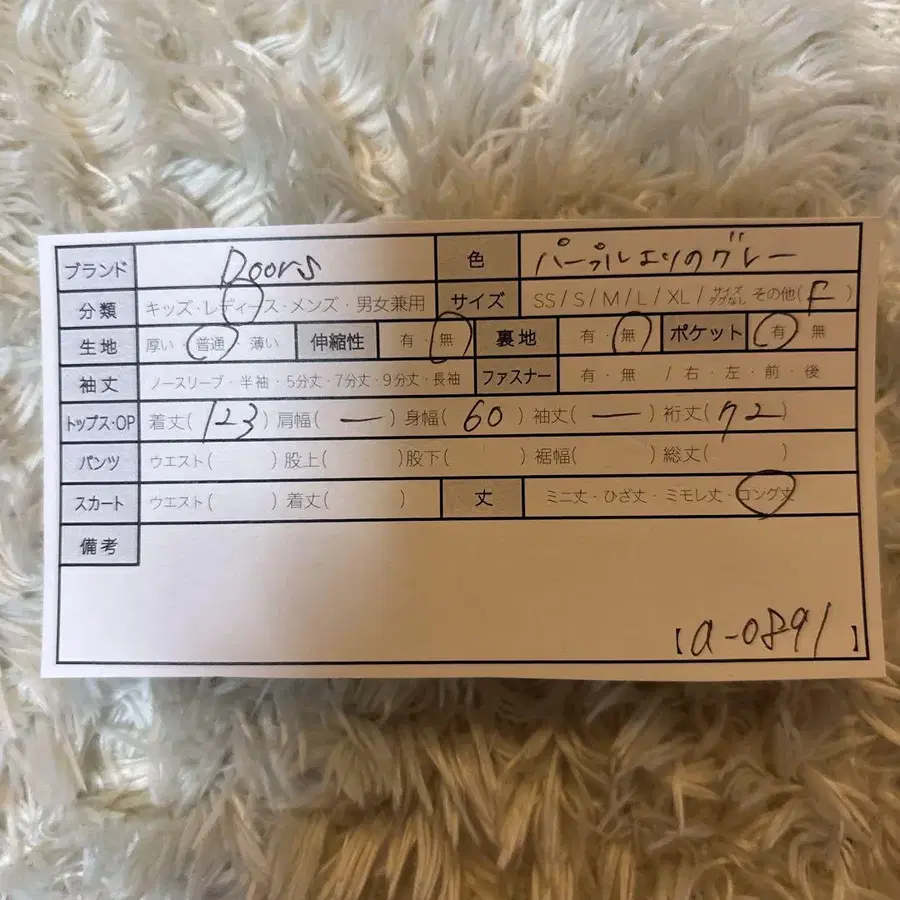 ブランド Doors 色 パープルよりのグレー
分類 キッズ・レディース・メンズ・男女兼用 サイズ SS / S / M / L / XL / サイズタグなし その他( F )
生地 厚い・普通・薄い 伸縮性 有・無 裏地 有・無 ポケット 有・無
袖丈 ノースリーブ・半袖・5分丈・7分丈・9分丈・長袖 ファスナー 有・無 / 右・左・前・後
トップス・OP 着丈( 123 ) 肩幅( ー ) 身幅( 60 ) 袖丈( ー ) 裄丈( 72 )
パンツ ウエスト( ) 股上( ) 股下( ) 裾幅( ) 総丈( )
スカート ウエスト( ) 着丈( ) 丈 ミニ丈・ひざ丈・ミモレ丈・ロング丈
備考
【a-0891】